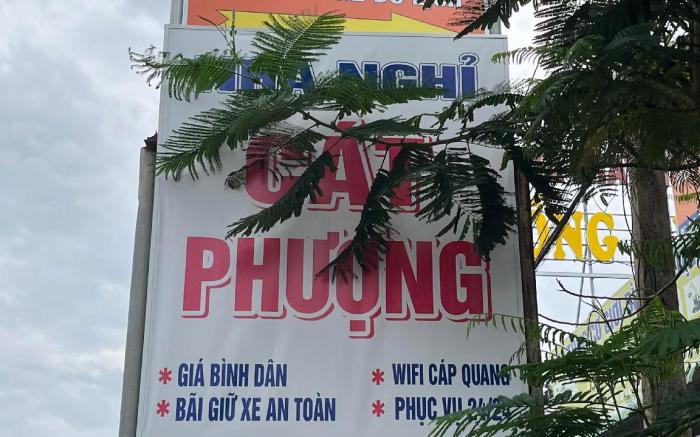 NHÀ NGHỈ
CÁT
PHƯỢNG
* GIÁ BÌNH DÂN
* WIFI CÁP QUANG
* BÃI GIỮ XE AN TOÀN
* PHỤC VỤ 24/24